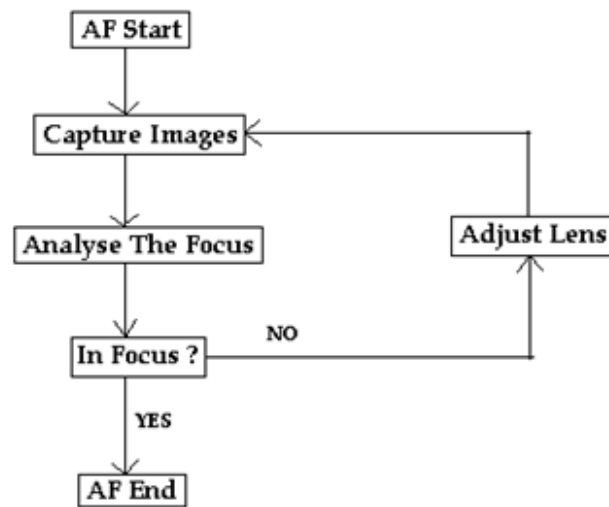 AF Start
Capture Images
Analyse The Focus
Adjust Lens
NO
In Focus ?
YES
AF End